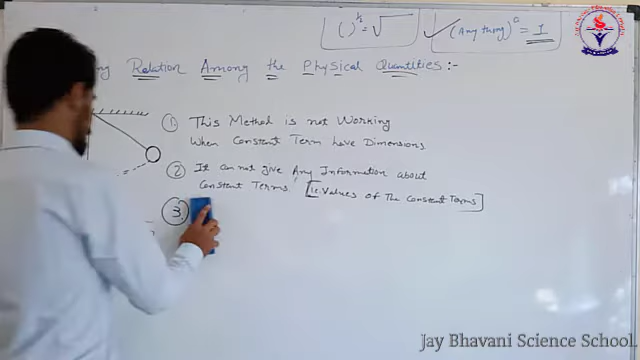 ( )^½ = √
✓ (Any thing)⁰ = 1
Relation Among the Physical Quantities :-
① This Method is not Working
When Constant Term have Dimensions
② It can not give Any Information about
Constant Terms. [i.e. Values of The Constant Terms]
③
Jay Bhavani Science School.